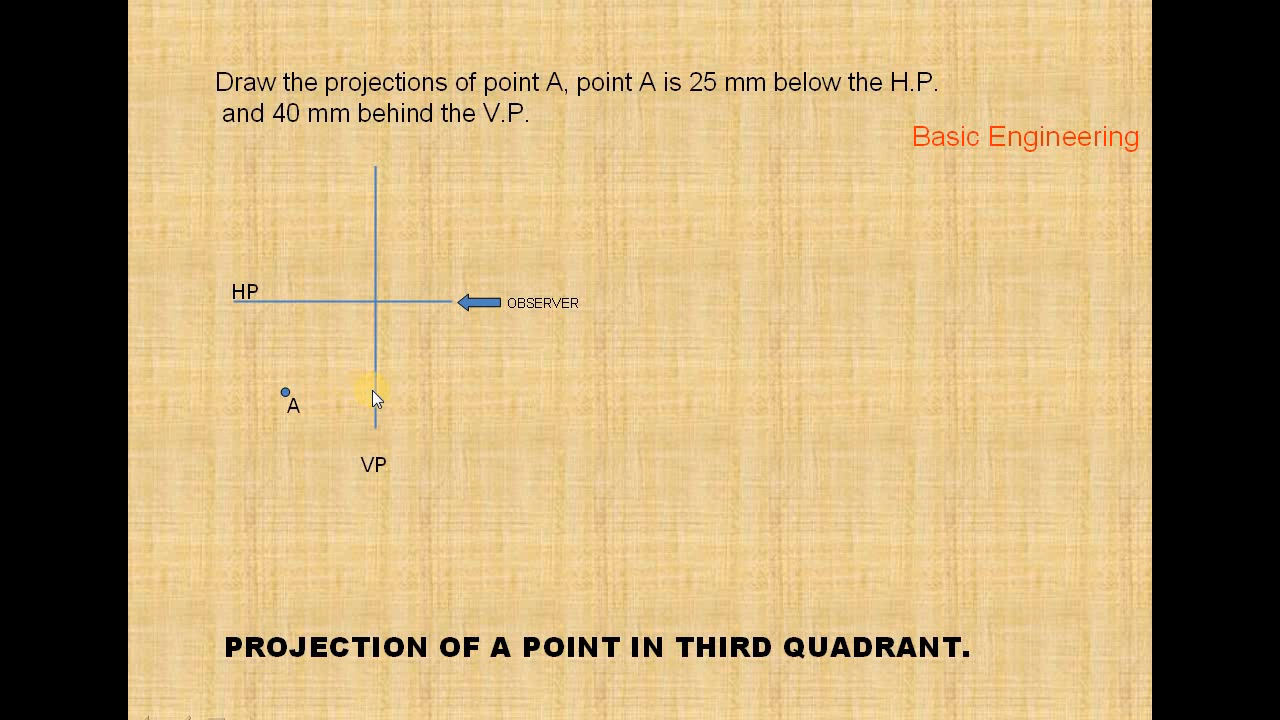 Draw the projections of point A, point A is 25 mm below the H.P.
and 40 mm behind the V.P.
Basic Engineering
HP
OBSERVER
A
VP
PROJECTION OF A POINT IN THIRD QUADRANT.